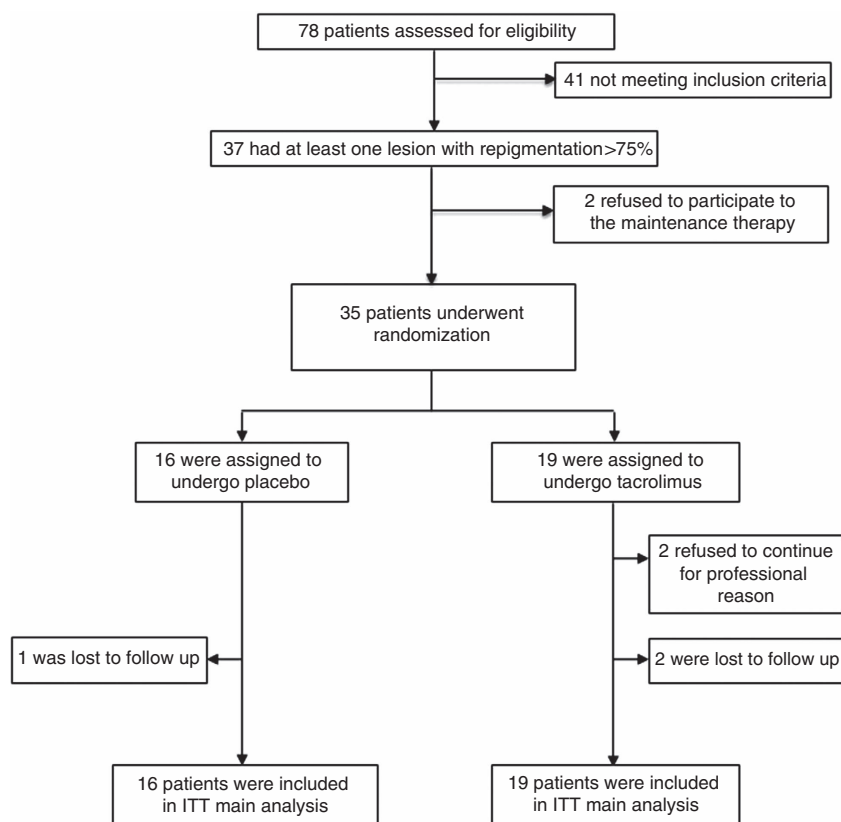 78 patients assessed for eligibility
41 not meeting inclusion criteria
37 had at least one lesion with repigmentation>75%
2 refused to participate to
the maintenance therapy
35 patients underwent
randomization
16 were assigned to
undergo placebo
19 were assigned to
undergo tacrolimus
2 refused to continue
for professional
reason
1 was lost to follow up
2 were lost to follow up
16 patients were included
in ITT main analysis
19 patients were included
in ITT main analysis